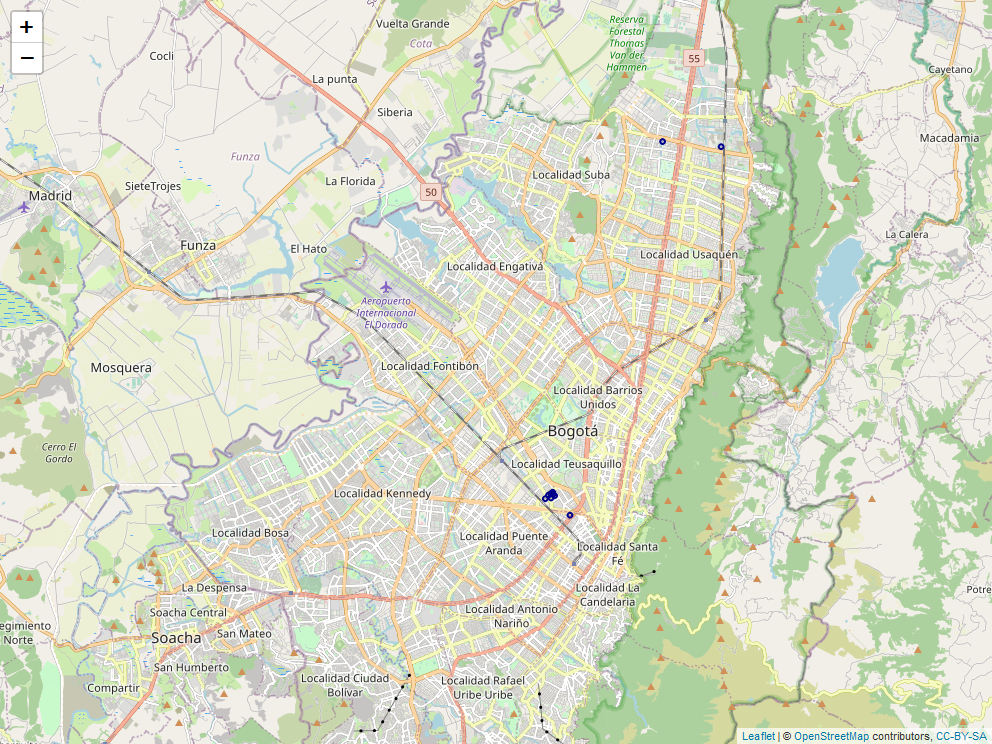 +
−
Vuelta Grande
Cota
Cocli
La punta
Siberia
Reserva
Forestal
Thomas
Van der
Hammen
55
Cayetano
Macadamia
Funza
SieteTrojes
La Florida
50
Localidad Suba
Madrid
Funza
El Hato
La Calera
Localidad Usaquén
Localidad Engativá
Aeropuerto
Internacional
El Dorado
Mosquera
Localidad Fontibón
Localidad Barrios
Unidos
Bogotá
Cerro El
Gordo
Localidad Teusaquillo
Localidad Kennedy
Localidad Bosa
Localidad Puente
Aranda
Localidad Santa
Fé
La Despensa
Localidad La
Candelaria
Potre
Soacha Central
Localidad Antonio
Nariño
egimiento
Norte
Soacha
San Mateo
San Humberto
Compartir
Localidad Ciudad
Bolívar
Localidad Rafael
Uribe Uribe
Leaflet | © OpenStreetMap contributors, CC-BY-SA